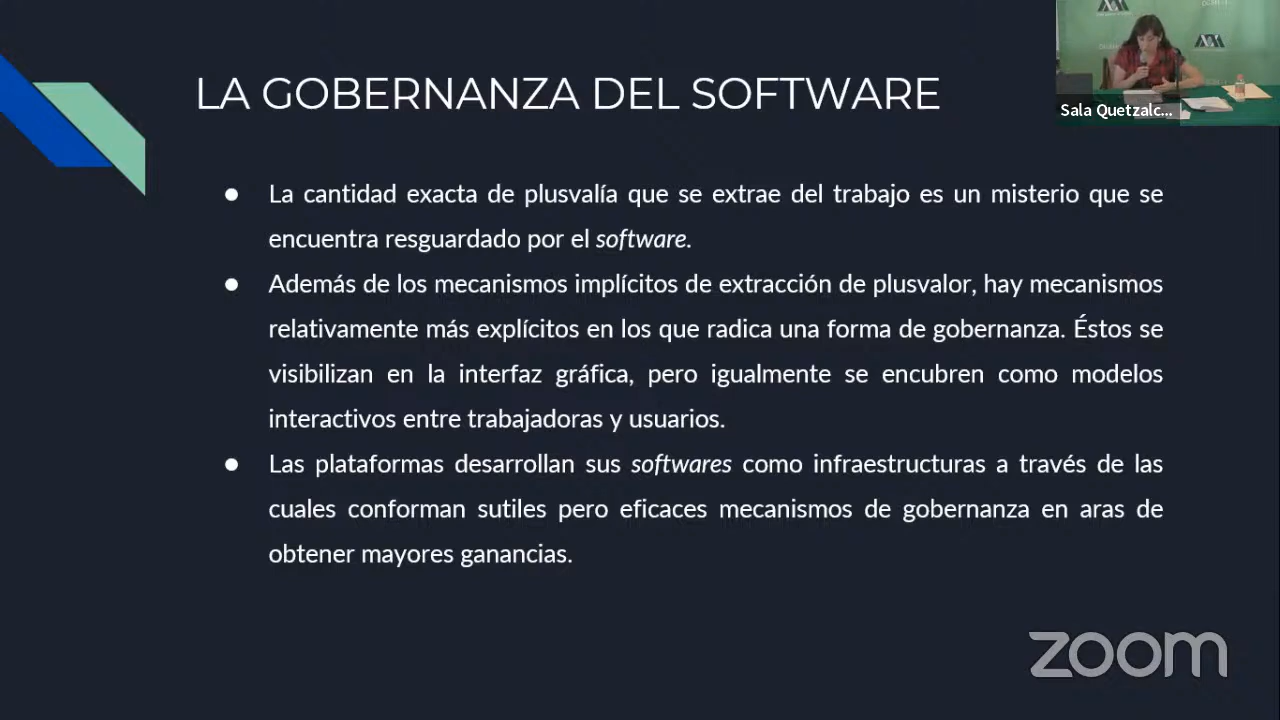 LA GOBERNANZA DEL SOFTWARE
Sala Quetzalc...
● La cantidad exacta de plusvalía que se extrae del trabajo es un misterio que se
encuentra resguardado por el software.
● Además de los mecanismos implícitos de extracción de plusvalor, hay mecanismos
relativamente más explícitos en los que radica una forma de gobernanza. Éstos se
visibilizan en la interfaz gráfica, pero igualmente se encubren como modelos
interactivos entre trabajadoras y usuarios.
● Las plataformas desarrollan sus softwares como infraestructuras a través de las
cuales conforman sutiles pero eficaces mecanismos de gobernanza en aras de
obtener mayores ganancias.
zoom